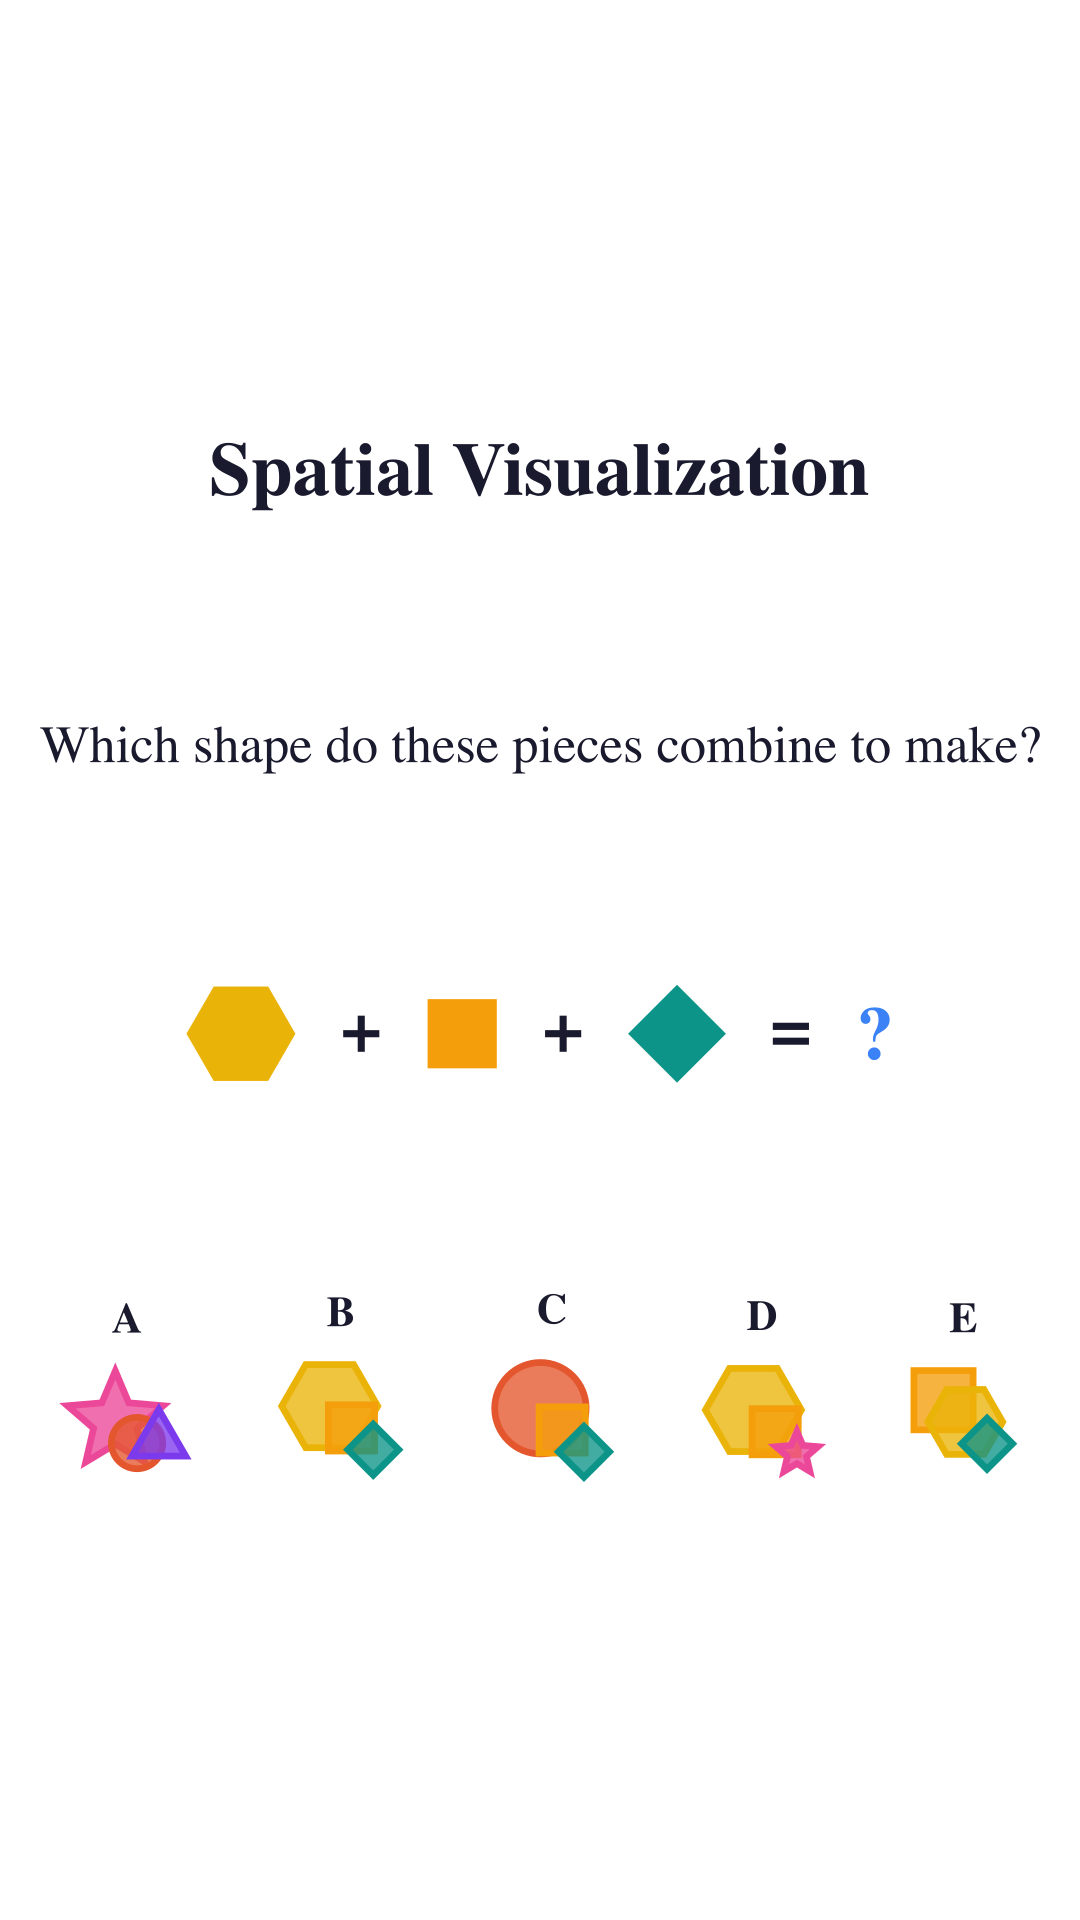 Spatial Visualization
Which shape do these pieces combine to make?
+ + = ?
A B C D E